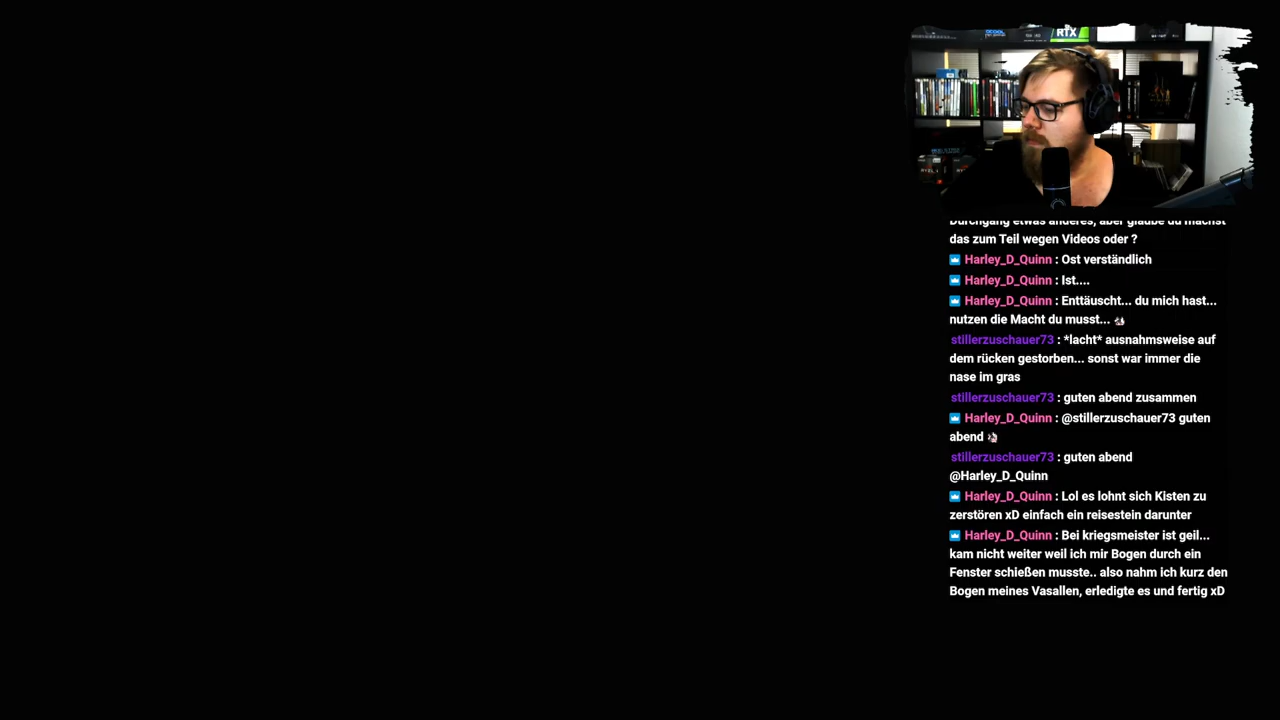 RTX
Durchgang etwas anderes, aber glaube du machst
das zum Teil wegen Videos oder ?
Harley_D_Quinn : Ost verständlich
Harley_D_Quinn : Ist....
Harley_D_Quinn : Enttäuscht... du mich hast...
nutzen die Macht du musst...
stillerzuschauer73 : *lacht* ausnahmsweise auf
dem rücken gestorben... sonst war immer die
nase im gras
stillerzuschauer73 : guten abend zusammen
Harley_D_Quinn : @stillerzuschauer73 guten
abend
stillerzuschauer73 : guten abend
@Harley_D_Quinn
Harley_D_Quinn : Lol es lohnt sich Kisten zu
zerstören xD einfach ein reisestein darunter
Harley_D_Quinn : Bei kriegsmeister ist geil...
kam nicht weiter weil ich mir Bogen durch ein
Fenster schießen musste.. also nahm ich kurz den
Bogen meines Vasallen, erledigte es und fertig xD